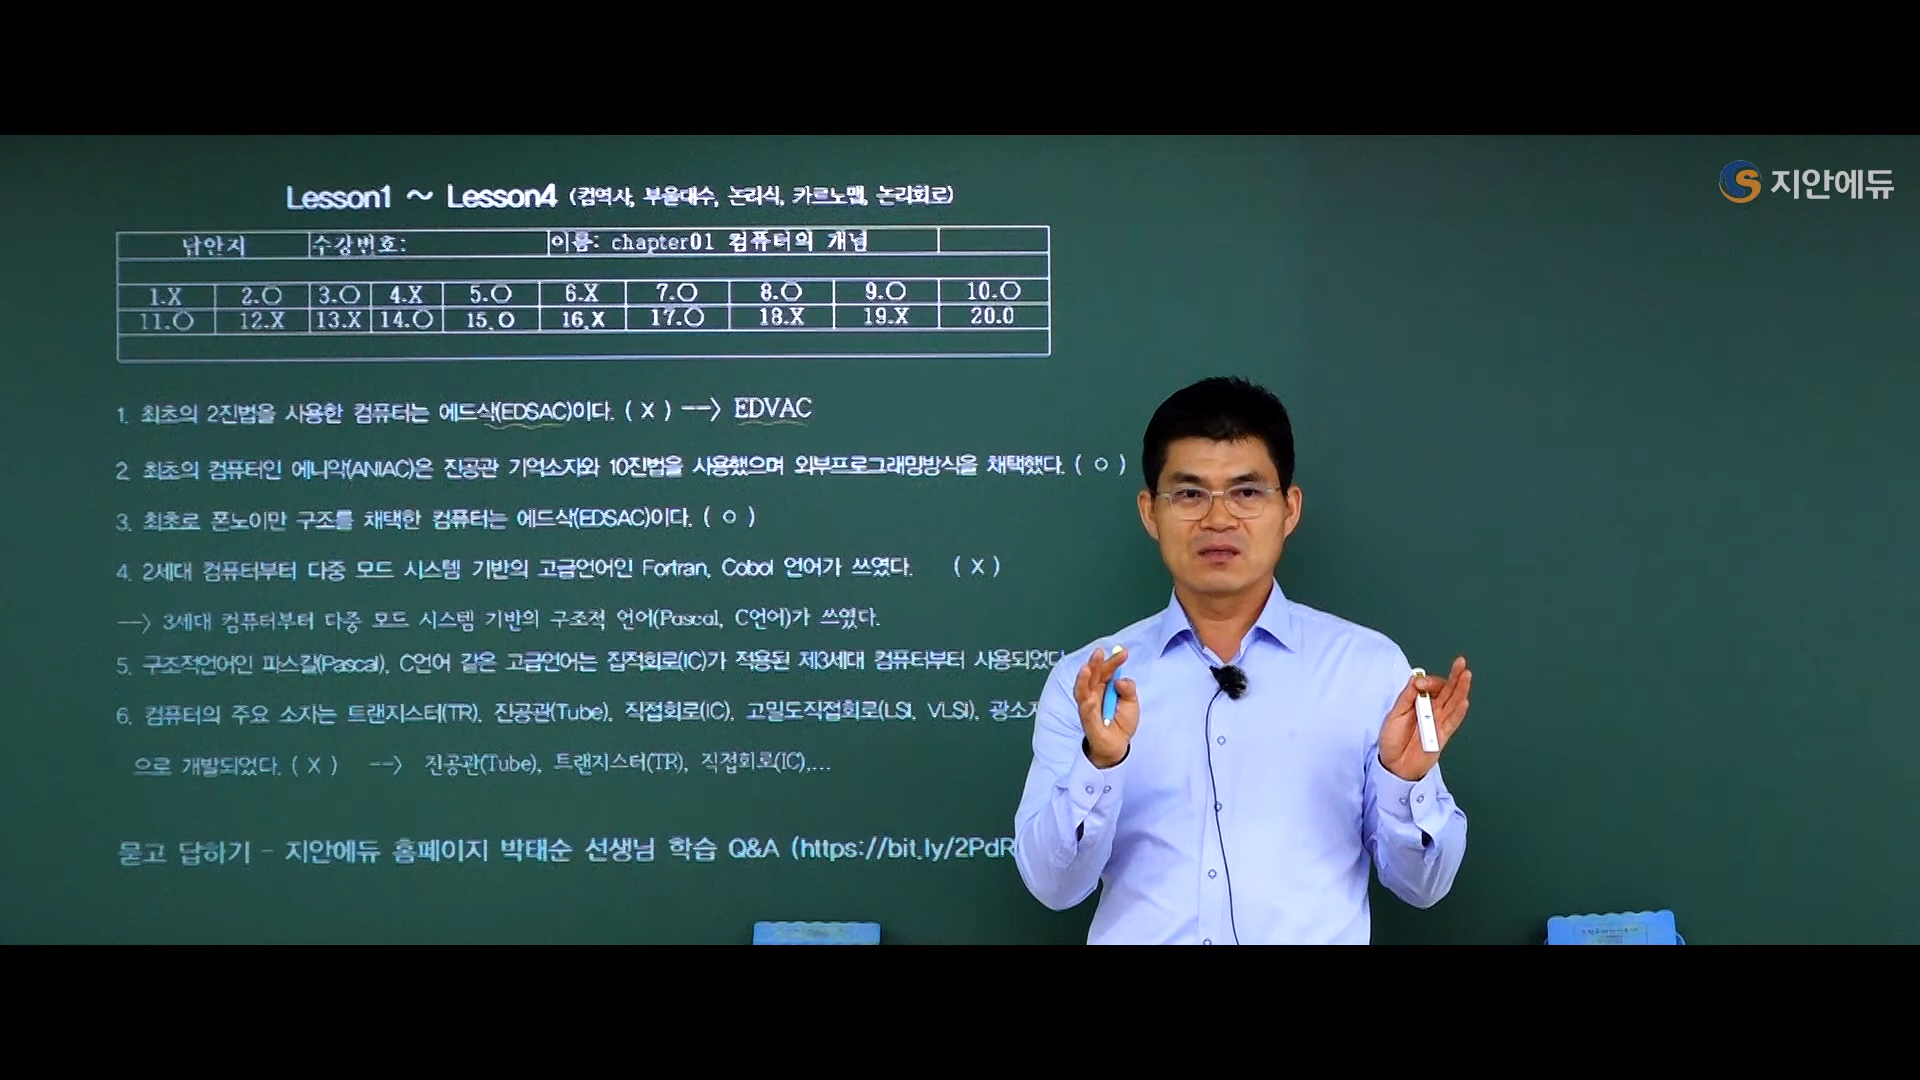 지안에듀
Lesson1 ~ Lesson4 (컴역사, 부울대수, 논리식, 카르노맵, 논리회로)
답안지 수강번호: 이름: chapter01 컴퓨터의 개념
1.X 2.O 3.O 4.X 5.O 6.X 7.O 8.O 9.O 10.O
11.O 12.X 13.X 14.O 15.O 16.X 17.O 18.X 19.X 20.0
1. 최초의 2진법을 사용한 컴퓨터는 에드삭(EDSAC)이다. ( X ) --> EDVAC
2. 최초의 컴퓨터인 에니악(ANIAC)은 진공관 기억소자와 10진법을 사용했으며 외부프로그래밍방식을 채택했다. ( ○ )
3. 최초로 폰노이만 구조를 채택한 컴퓨터는 에드삭(EDSAC)이다. ( ○ )
4. 2세대 컴퓨터부터 다중 모드 시스템 기반의 고급언어인 Fortran, Cobol 언어가 쓰였다. ( X )
--> 3세대 컴퓨터부터 다중 모드 시스템 기반의 구조적 언어(Pascal, C언어)가 쓰였다.
5. 구조적언어인 파스칼(Pascal), C언어 같은 고급언어는 집적회로(IC)가 적용된 제3세대 컴퓨터부터 사용되었다
6. 컴퓨터의 주요 소자는 트랜지스터(TR), 진공관(Tube), 직접회로(IC), 고밀도직접회로(LSI, VLSI), 광소자
으로 개발되었다. ( X ) --> 진공관(Tube), 트랜지스터(TR), 직접회로(IC),...
묻고 답하기 - 지안에듀 홈페이지 박태순 선생님 학습 Q&A (https://bit.ly/2PdR